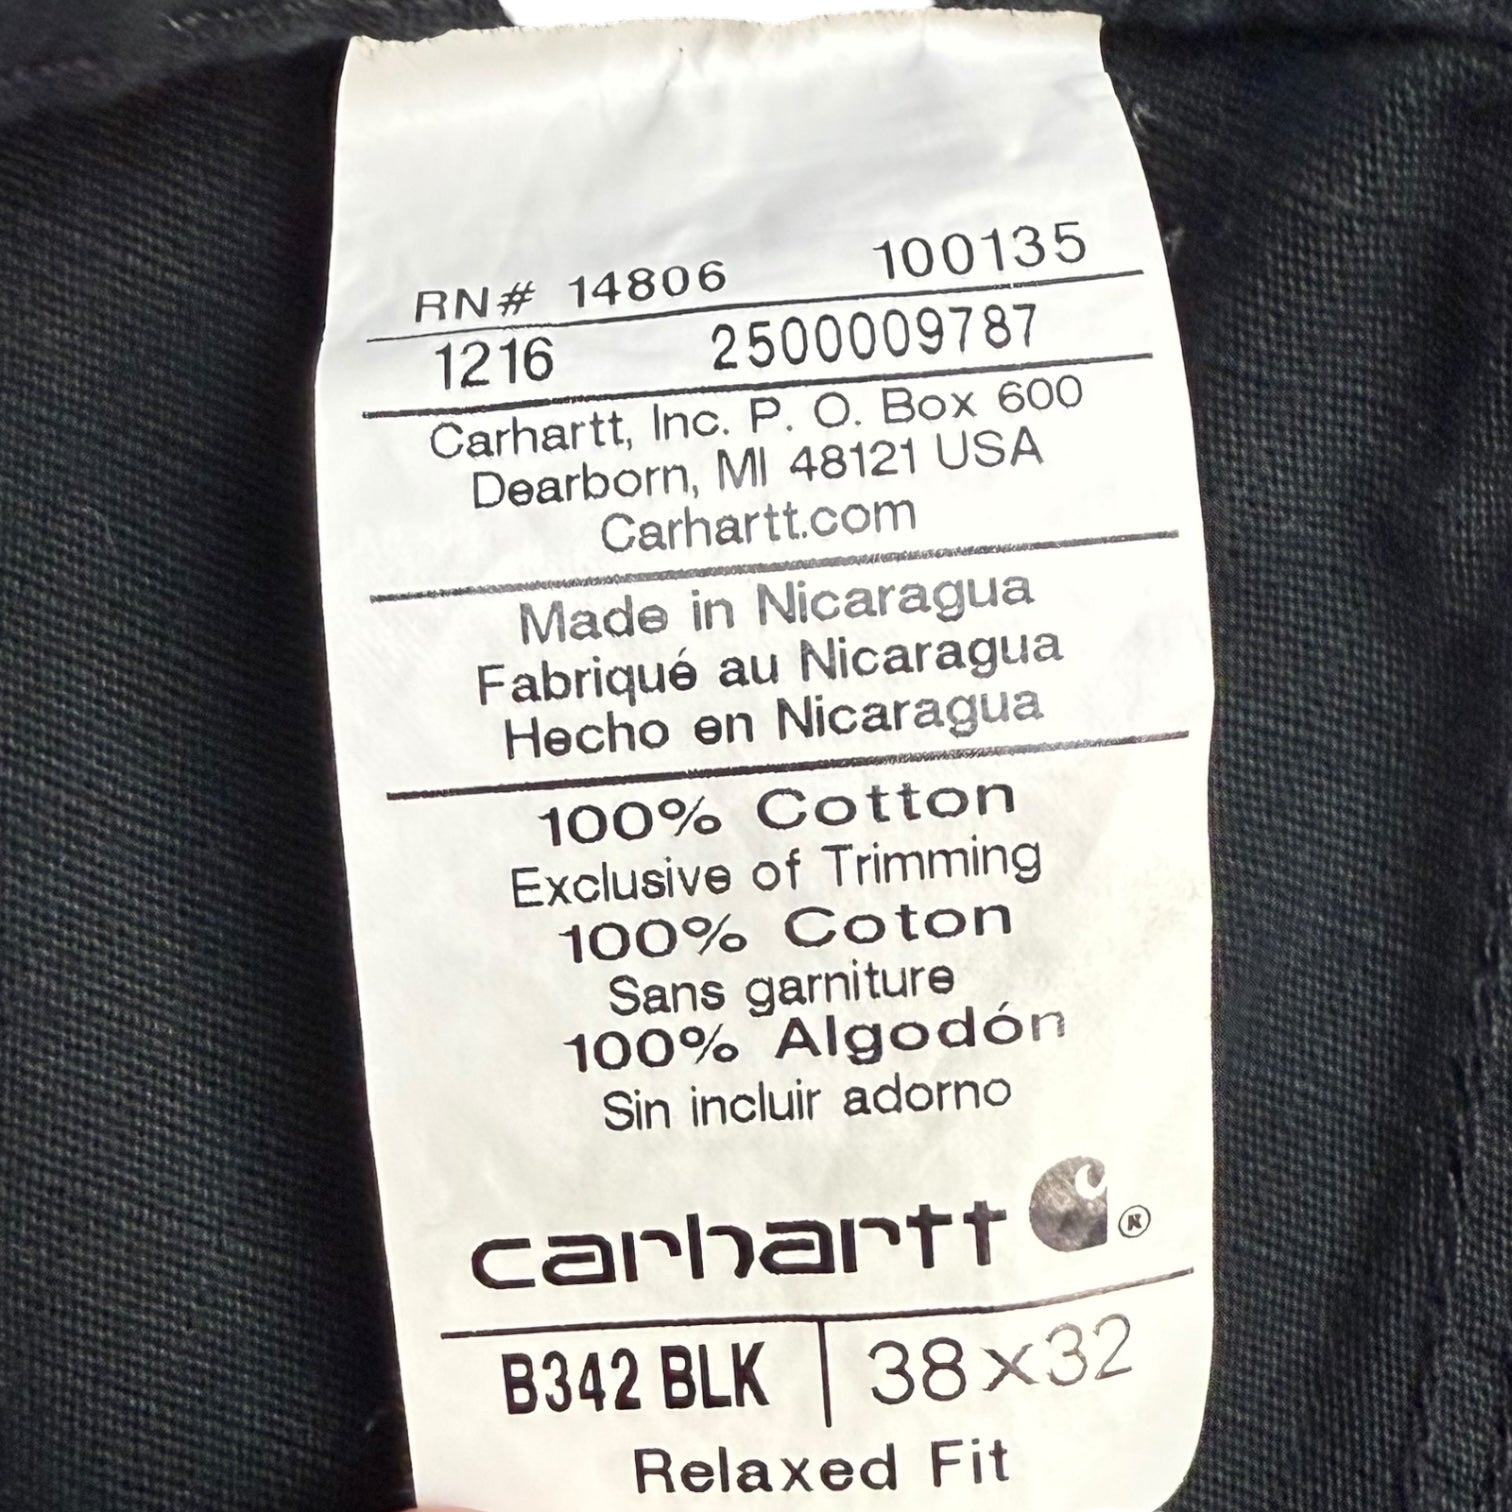 RN# 14806 100135
1216 2500009787
Carhartt, Inc. P. O. Box 600
Dearborn, MI 48121 USA
Carhartt.com
Made in Nicaragua
Fabriqué au Nicaragua
Hecho en Nicaragua
100% Cotton
Exclusive of Trimming
100% Coton
Sans garniture
100% Algodón
Sin incluir adorno
carhartt ®
B342 BLK | 38x32
Relaxed Fit